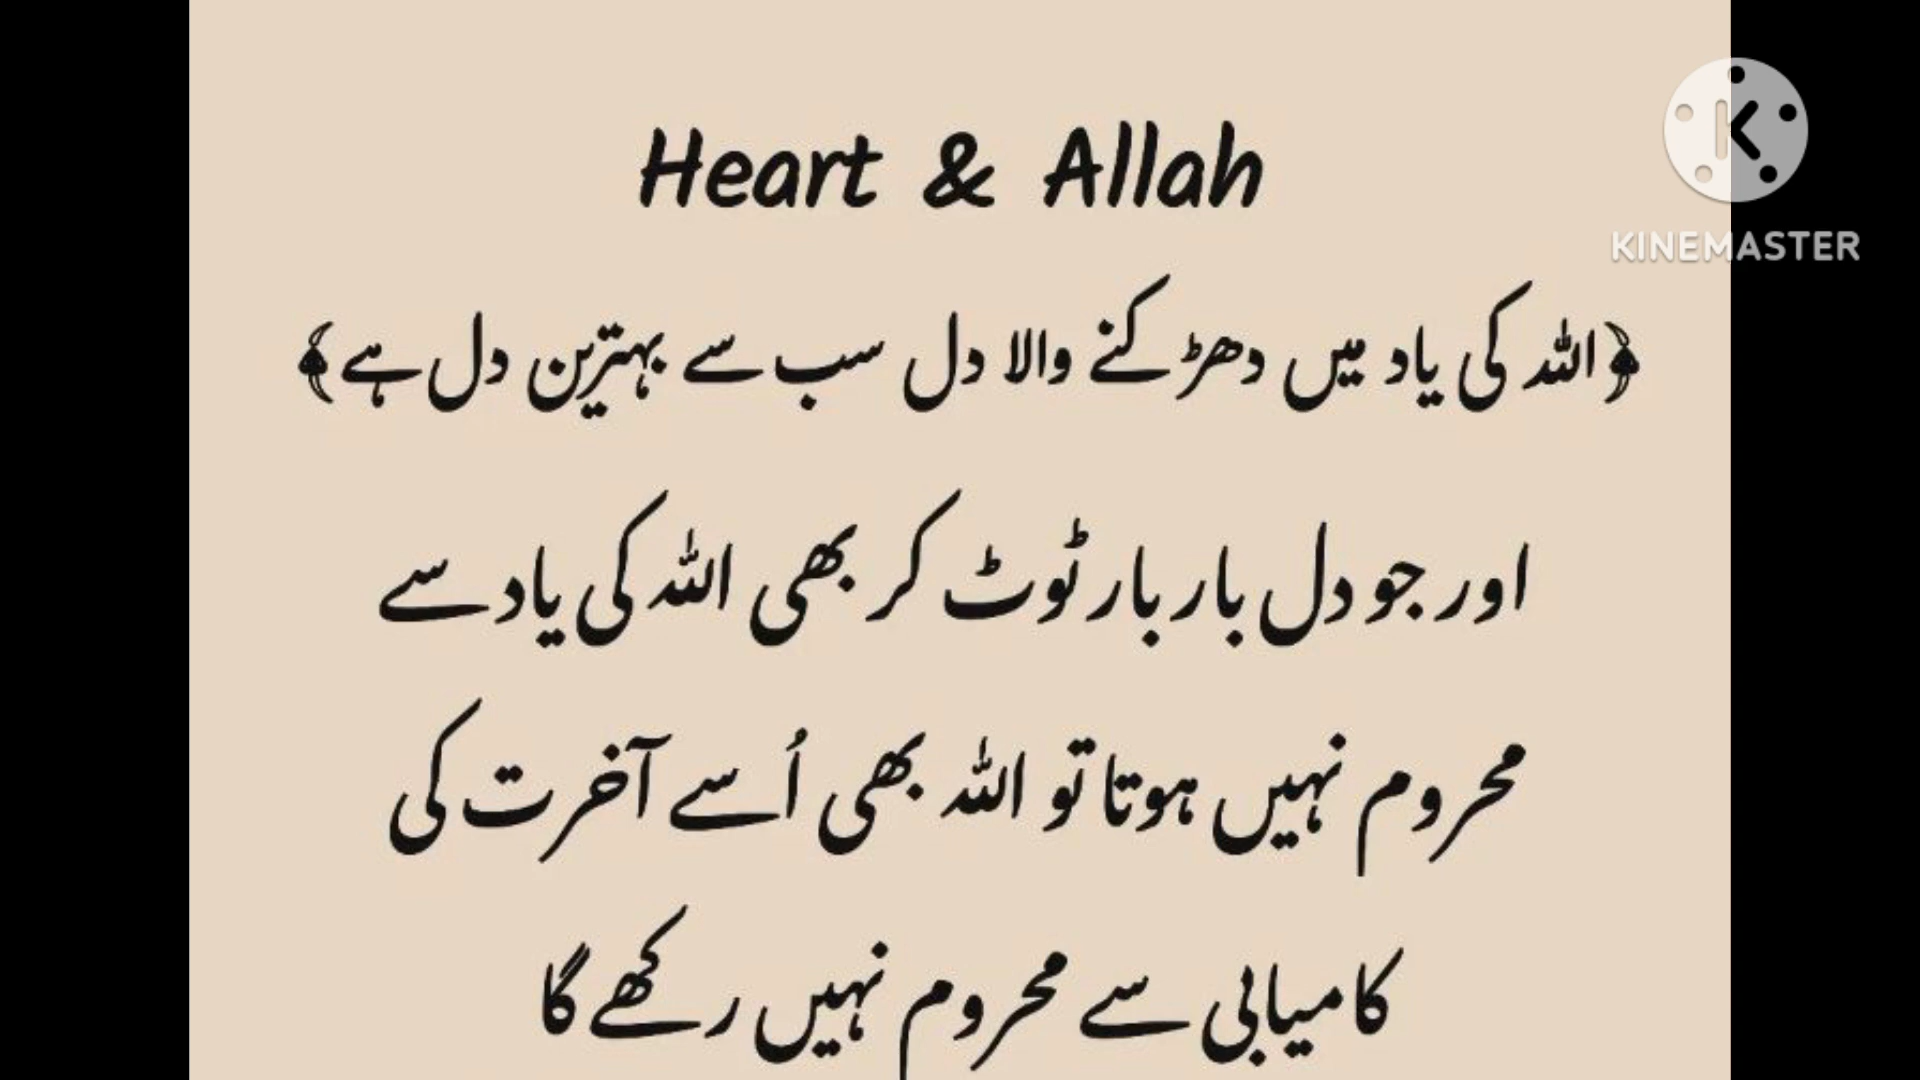 Heart & Allah
KINEMASTER
﴿اللہ کی یاد میں دھڑکنے والا دل سب سے بہترین دل ہے﴾
اور جو دل بار بار ٹوٹ کر بھی اللہ کی یاد سے
محروم نہیں ہوتا تو اللہ بھی اُسے آخرت کی
کامیابی سے محروم نہیں رکھے گا